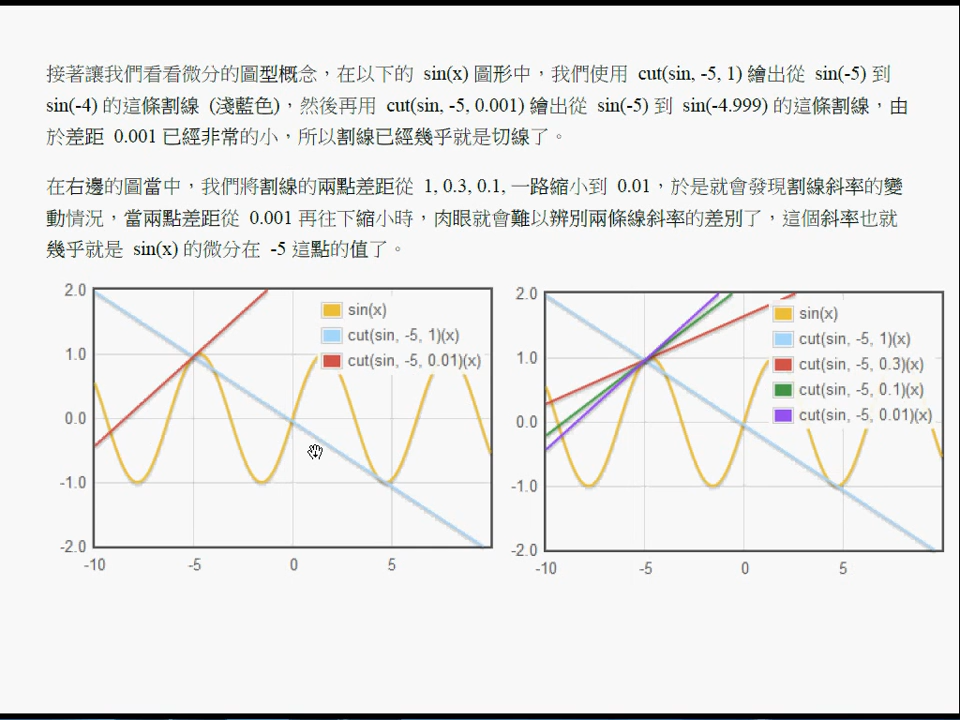 接著讓我們看看微分的圖型概念，在以下的 sin(x) 圖形中，我們使用 cut(sin, -5, 1) 繪出從 sin(-5) 到
sin(-4) 的這條割線 (淺藍色)，然後再用 cut(sin, -5, 0.001) 繪出從 sin(-5) 到 sin(-4.999) 的這條割線，由
於差距 0.001 已經非常的小，所以割線已經幾乎就是切線了。
在右邊的圖當中，我們將割線的兩點差距從 1, 0.3, 0.1, 一路縮小到 0.01，於是就會發現割線斜率的變
動情況，當兩點差距從 0.001 再往下縮小時，肉眼就會難以辨別兩條線斜率的差別了，這個斜率也就
幾乎就是 sin(x) 的微分在 -5 這點的值了。
2.0
1.0
0.0
-1.0
-2.0
-10
-5
0
5
sin(x)
cut(sin, -5, 1)(x)
cut(sin, -5, 0.01)(x)
2.0
1.0
0.0
-1.0
-2.0
-10
-5
0
5
sin(x)
cut(sin, -5, 1)(x)
cut(sin, -5, 0.3)(x)
cut(sin, -5, 0.1)(x)
cut(sin, -5, 0.01)(x)